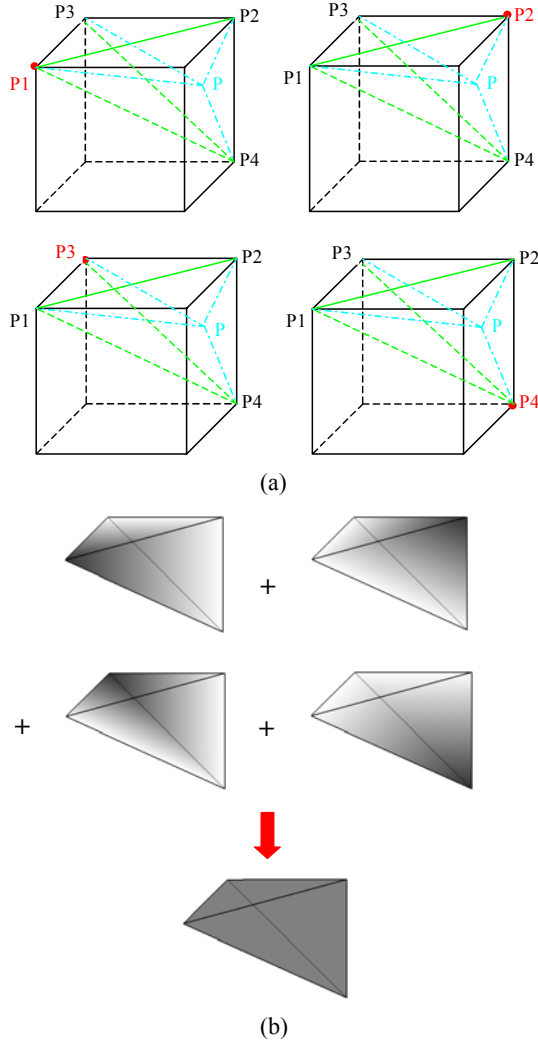 P3 P2 P2
P3
P1 P P1 P
P4 P4
P3 P2 P3 P2
P1 P P1 P
P4 P4
(a)
+
+ +
(b)